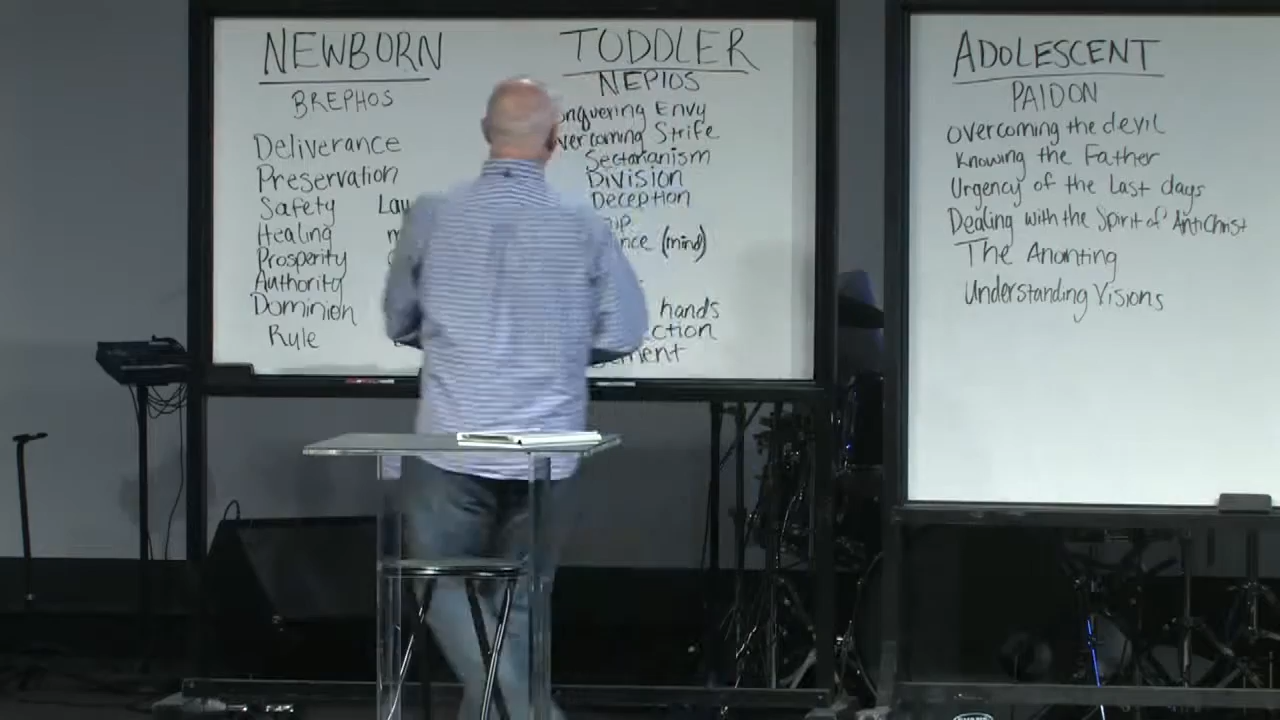 NEWBORN
BREPHOS
Deliverance
Preservation
Safety
Healing
Prosperity
Authority
Dominion
Rule
TODDLER
NEPIOS
Envy
Strife
Sectarianism
Division
Deception
(mind)
hands
ADOLESCENT
PAIDON
overcoming the devil
Knowing the Father
Urgency of the Last days
Dealing with the Spirit of AntiChrist
The Anointing
Understanding Visions